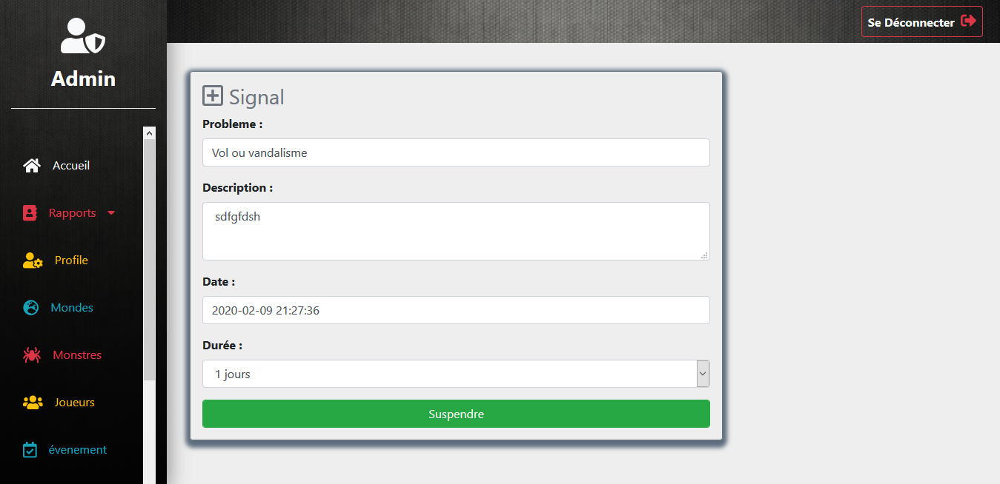 Admin
Accueil
Rapports
Profile
Mondes
Monstres
Joueurs
évenement
Se Déconnecter
Signal
Probleme :
Vol ou vandalisme
Description :
sdfgfdsh
Date :
2020-02-09 21:27:36
Durée :
1 jours
Suspendre